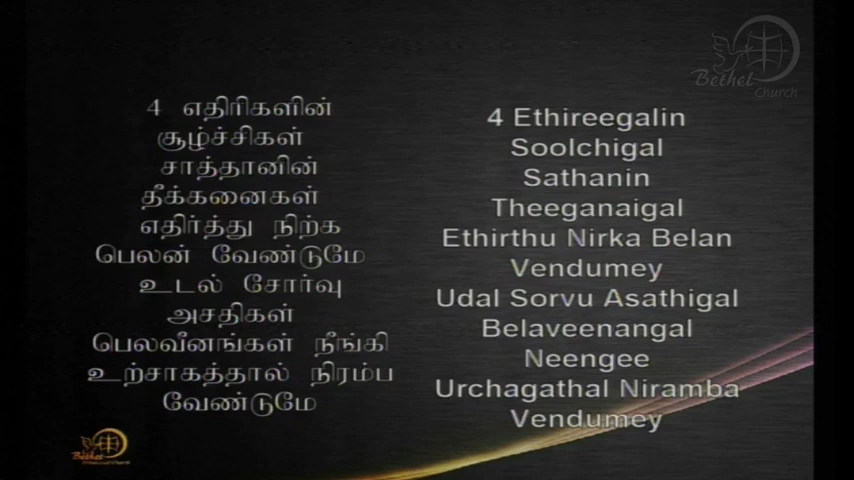 Bethel
Church
4 எதிரிகளின்
சூழ்ச்சிகள்
சாத்தானின்
தீக்கனைகள்
எதிர்த்து நிற்க
பெலன் வேண்டுமே
உடல் சோர்வு
அசதிகள்
பெலவீனங்கள் நீங்கி
உற்சாகத்தால் நிரம்ப
வேண்டுமே
4 Ethireegalin
Soolchigal
Sathanin
Theeganaigal
Ethirthu Nirka Belan
Vendumey
Udal Sorvu Asathigal
Belaveenangal
Neengee
Urchagathal Niramba
Vendumey
Bethel